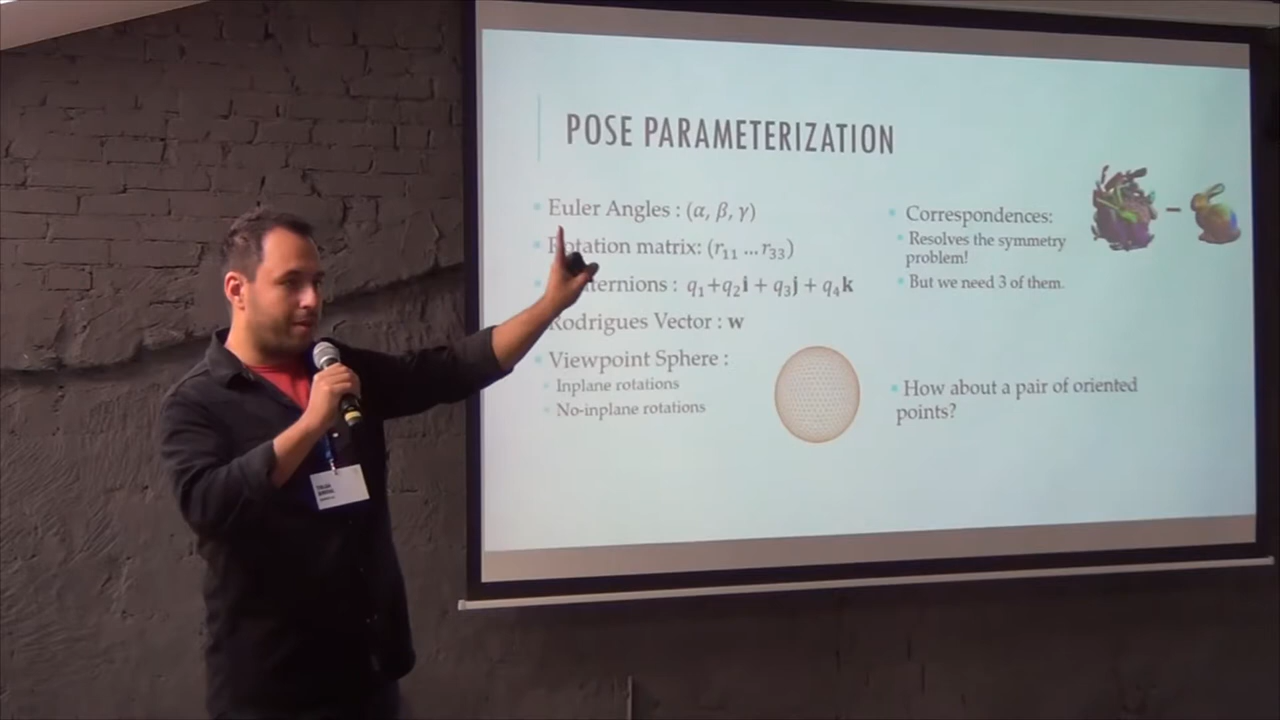 POSE PARAMETERIZATION
Euler Angles : (α, β, γ)
Rotation matrix: (r₁₁ ... r₃₃)
ternions : q₁+q₂i + q₃j + q₄k
Rodrigues Vector : w
Viewpoint Sphere :
Inplane rotations
No-inplane rotations
Correspondences:
Resolves the symmetry
problem!
But we need 3 of them.
How about a pair of oriented
points?